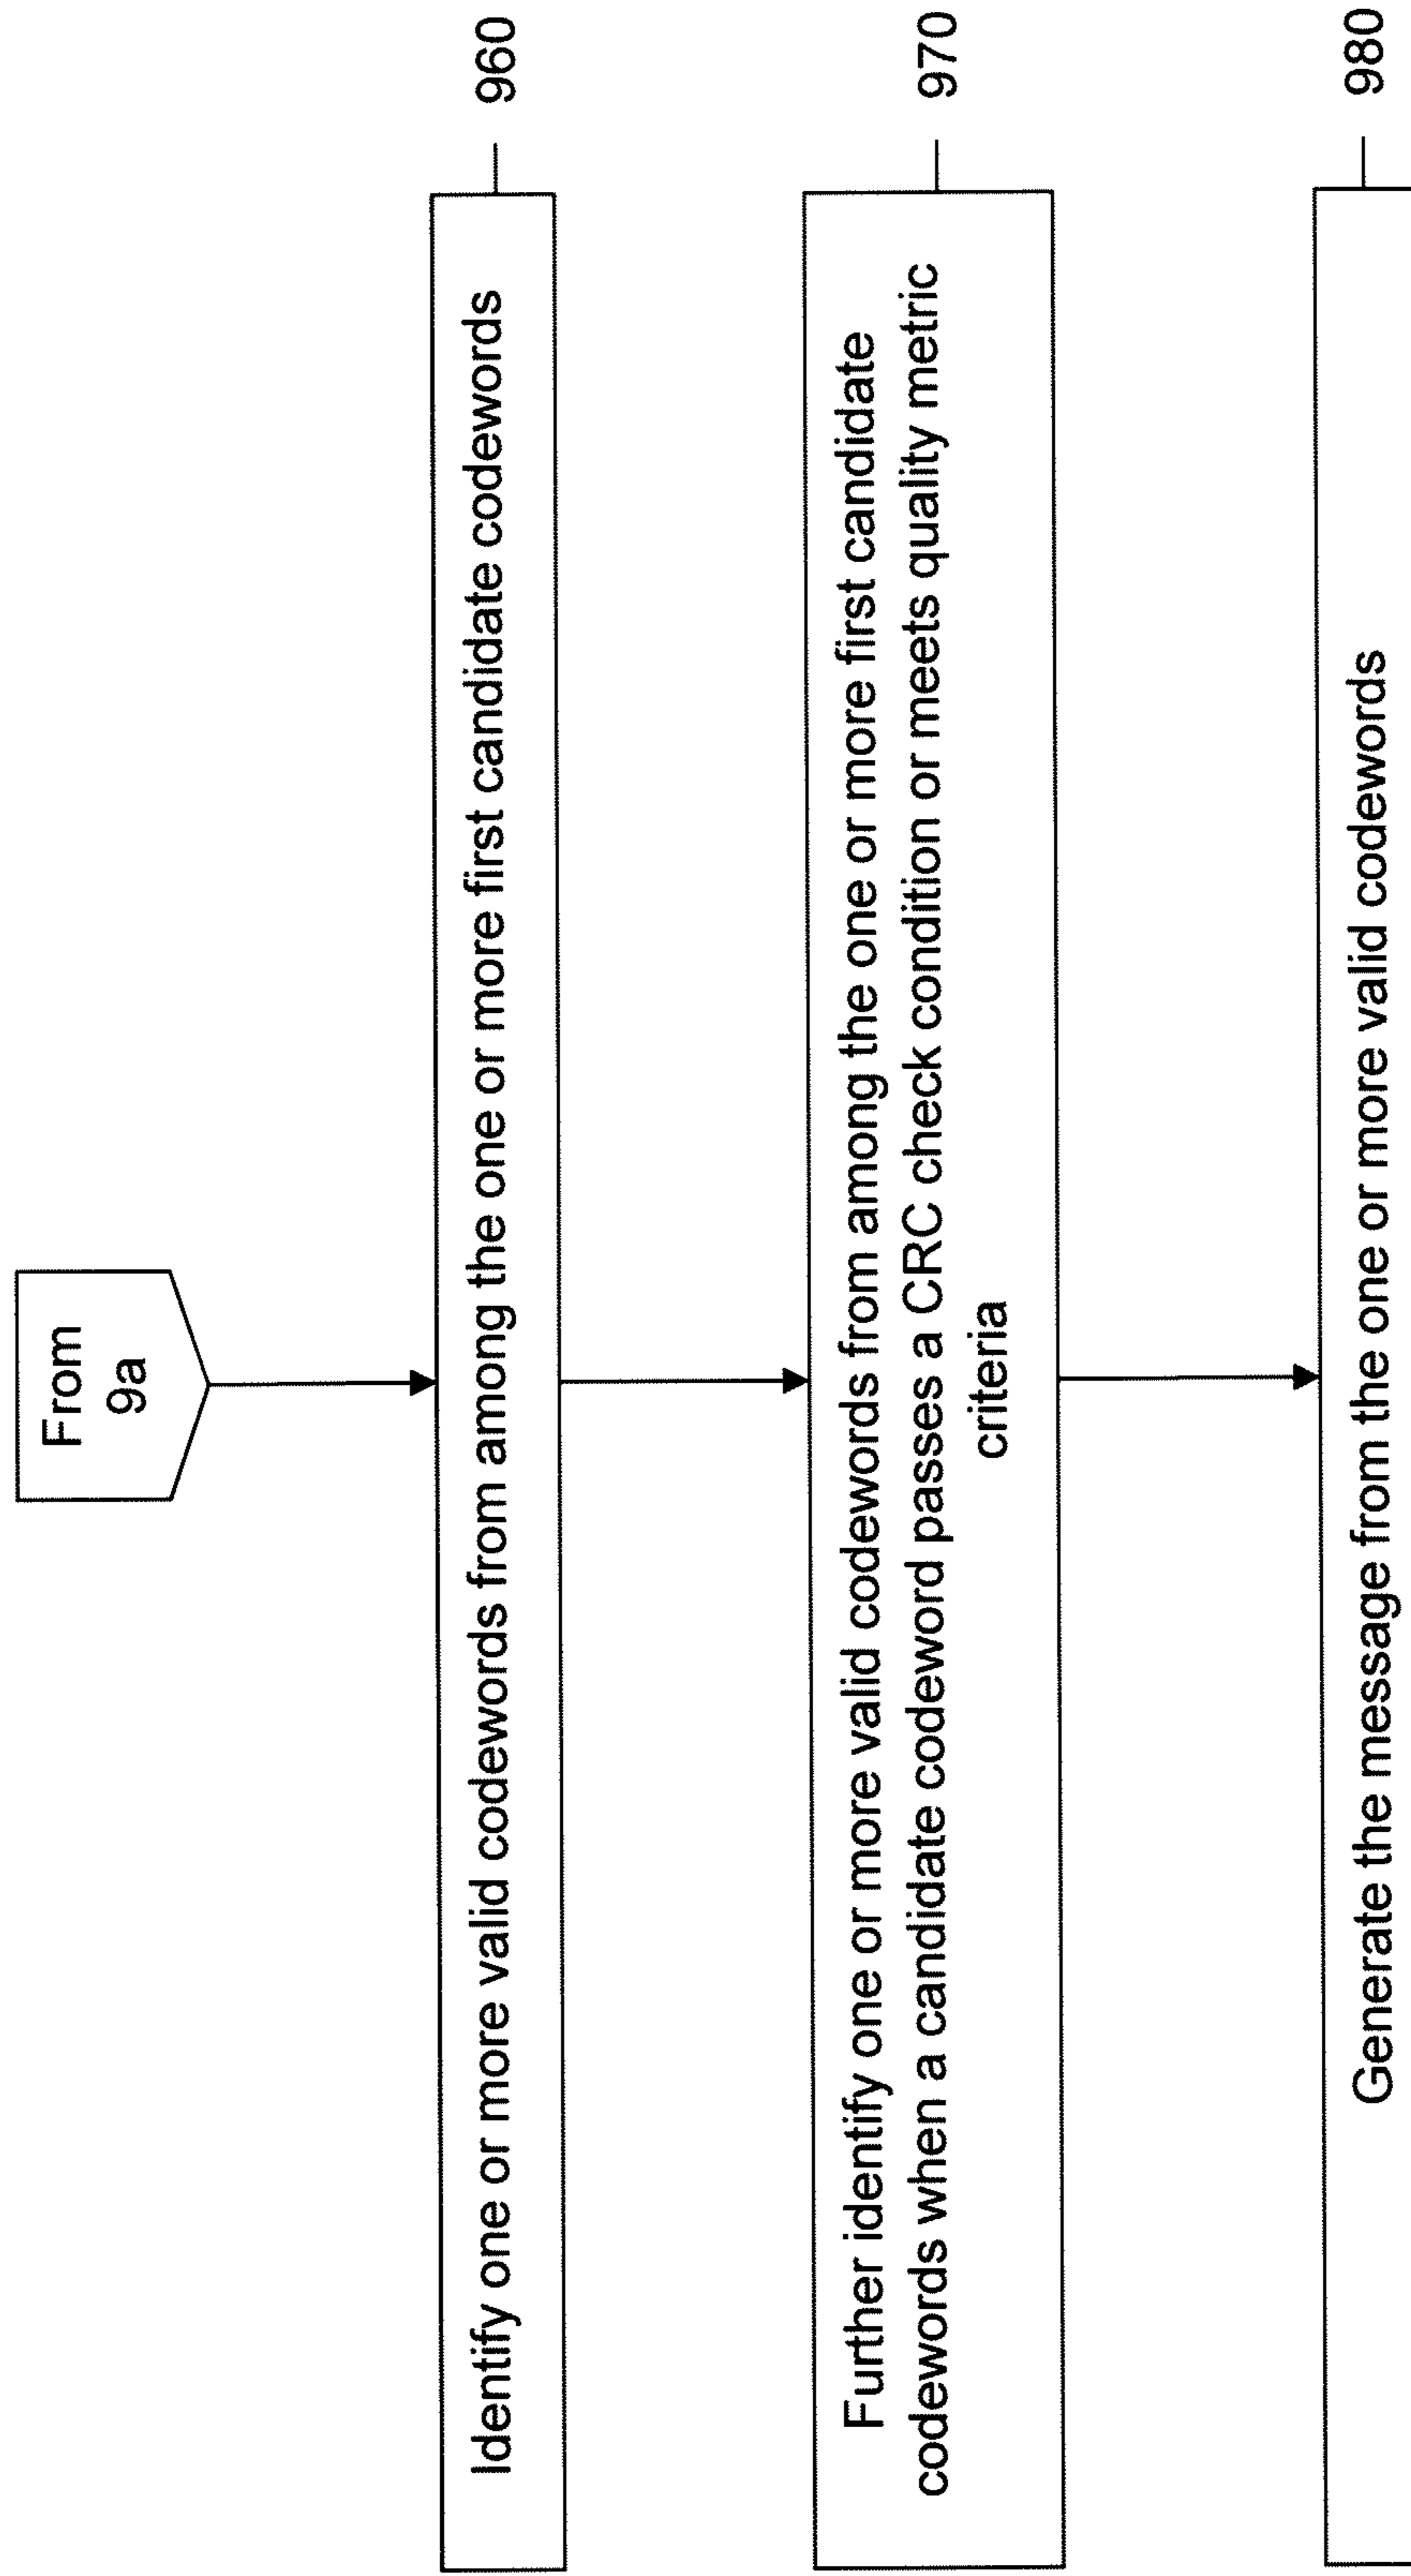 From
9a
Identify one or more valid codewords from among the one or more first candidate codewords
960
Further identify one or more valid codewords from among the one or more first candidate
codewords when a candidate codeword passes a CRC check condition or meets quality metric
criteria
970
Generate the message from the one or more valid codewords
980